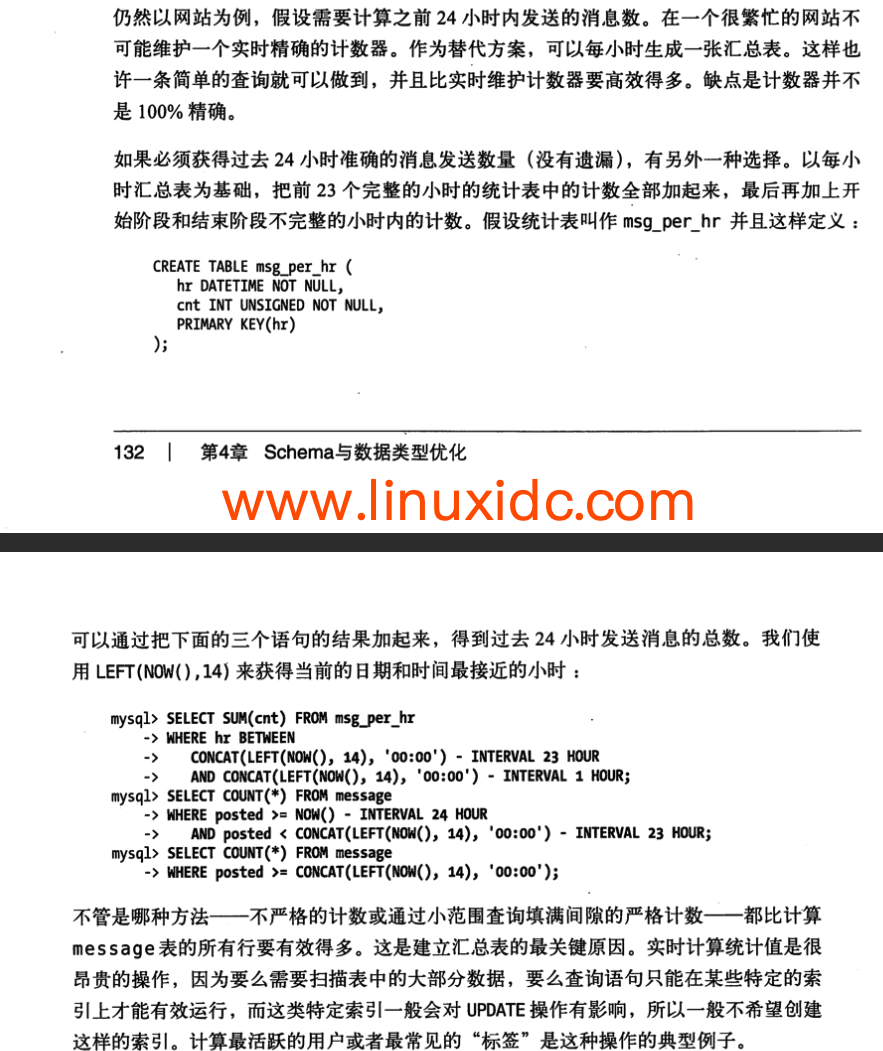 仍然以网站为例，假设需要计算之前 24 小时内发送的消息数。在一个很繁忙的网站不
可能维护一个实时精确的计数器。作为替代方案，可以每小时生成一张汇总表。这样也
许一条简单的查询就可以做到，并且比实时维护计数器要高效得多。缺点是计数器并不
是 100% 精确。
如果必须获得过去 24 小时准确的消息发送数量（没有遗漏），有另外一种选择。以每小
时汇总表为基础，把前 23 个完整的小时的统计表中的计数全部加起来，最后再加上开
始阶段和结束阶段不完整的小时内的计数。假设统计表叫作 msg_per_hr 并且这样定义：
CREATE TABLE msg_per_hr (
hr DATETIME NOT NULL,
cnt INT UNSIGNED NOT NULL,
PRIMARY KEY(hr)
);
132 | 第4章 Schema与数据类型优化
www.linuxidc.com
可以通过把下面的三个语句的结果加起来，得到过去 24 小时发送消息的总数。我们使
用 LEFT(NOW(),14) 来获得当前的日期和时间最接近的小时：
mysql> SELECT SUM(cnt) FROM msg_per_hr
-> WHERE hr BETWEEN
-> CONCAT(LEFT(NOW(), 14), '00:00') - INTERVAL 23 HOUR
-> AND CONCAT(LEFT(NOW(), 14), '00:00') - INTERVAL 1 HOUR;
mysql> SELECT COUNT(*) FROM message
-> WHERE posted >= NOW() - INTERVAL 24 HOUR
-> AND posted < CONCAT(LEFT(NOW(), 14), '00:00') - INTERVAL 23 HOUR;
mysql> SELECT COUNT(*) FROM message
-> WHERE posted >= CONCAT(LEFT(NOW(), 14), '00:00');
不管是哪种方法——不严格的计数或通过小范围查询填满间隙的严格计数——都比计算
message 表的所有行要有效得多。这是建立汇总表的最关键原因。实时计算统计值是很
昂贵的操作，因为要么需要扫描表中的大部分数据，要么查询语句只能在某些特定的索
引上才能有效运行，而这类特定索引一般会对 UPDATE 操作有影响，所以一般不希望创建
这样的索引。计算最活跃的用户或者最常见的“标签”是这种操作的典型例子。